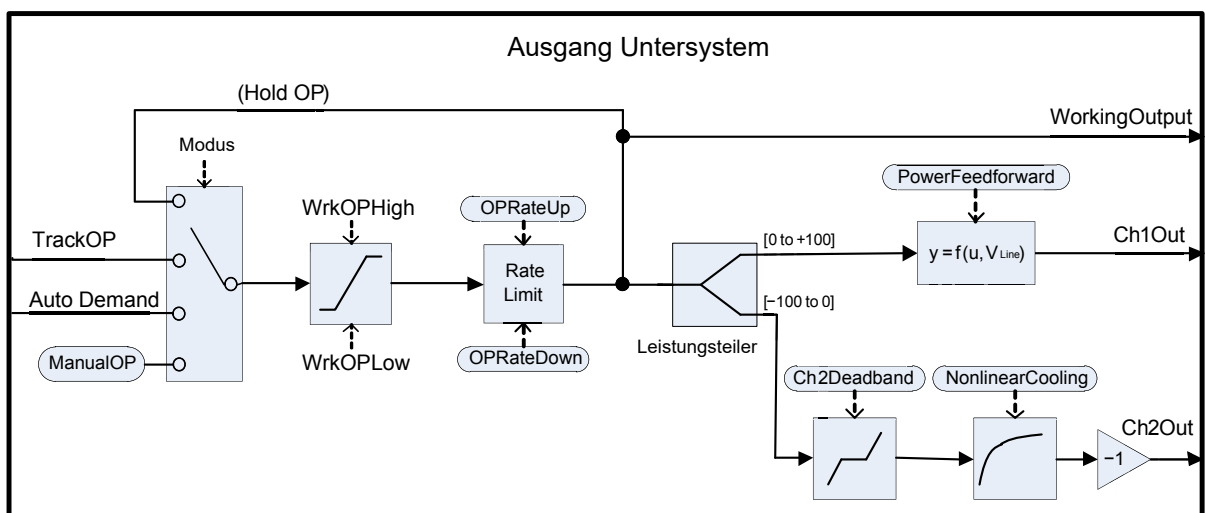 Ausgang Untersystem
(Hold OP)
WorkingOutput
Modus
PowerFeedforward
WrkOPHigh
OPRateUp
TrackOP
[0 to +100]
Ch1Out
y = f(u, VLine)
Rate
Limit
Auto Demand
[−100 to 0]
Leistungsteiler
ManualOP
WrkOPLow
OPRateDown
Ch2Deadband
NonlinearCooling
Ch2Out
−1